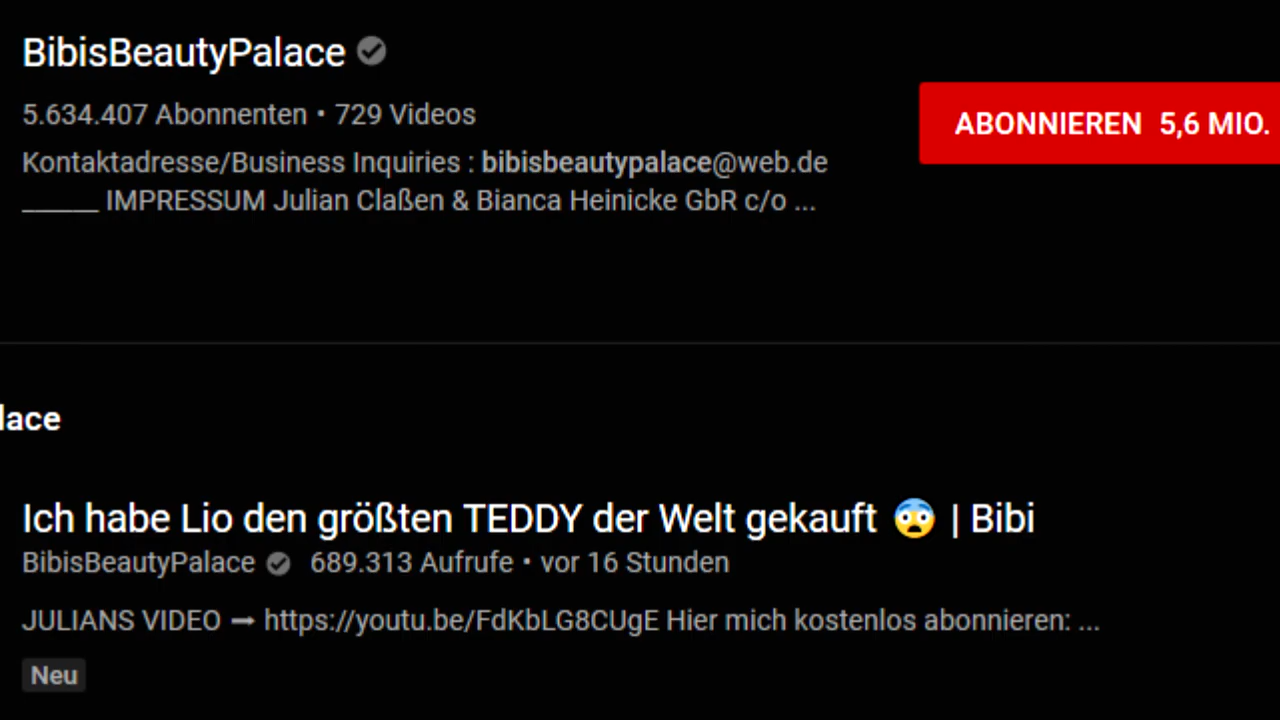 BibisBeautyPalace
5.634.407 Abonnenten • 729 Videos
ABONNIEREN 5,6 MIO.
Kontaktadresse/Business Inquiries : bibisbeautypalace@web.de
______ IMPRESSUM Julian Claßen & Bianca Heinicke GbR c/o ...
lace
Ich habe Lio den größten TEDDY der Welt gekauft 😨 | Bibi
BibisBeautyPalace 689.313 Aufrufe • vor 16 Stunden
JULIANS VIDEO ➞ https://youtu.be/FdKbLG8CUgE Hier mich kostenlos abonnieren: ...
Neu